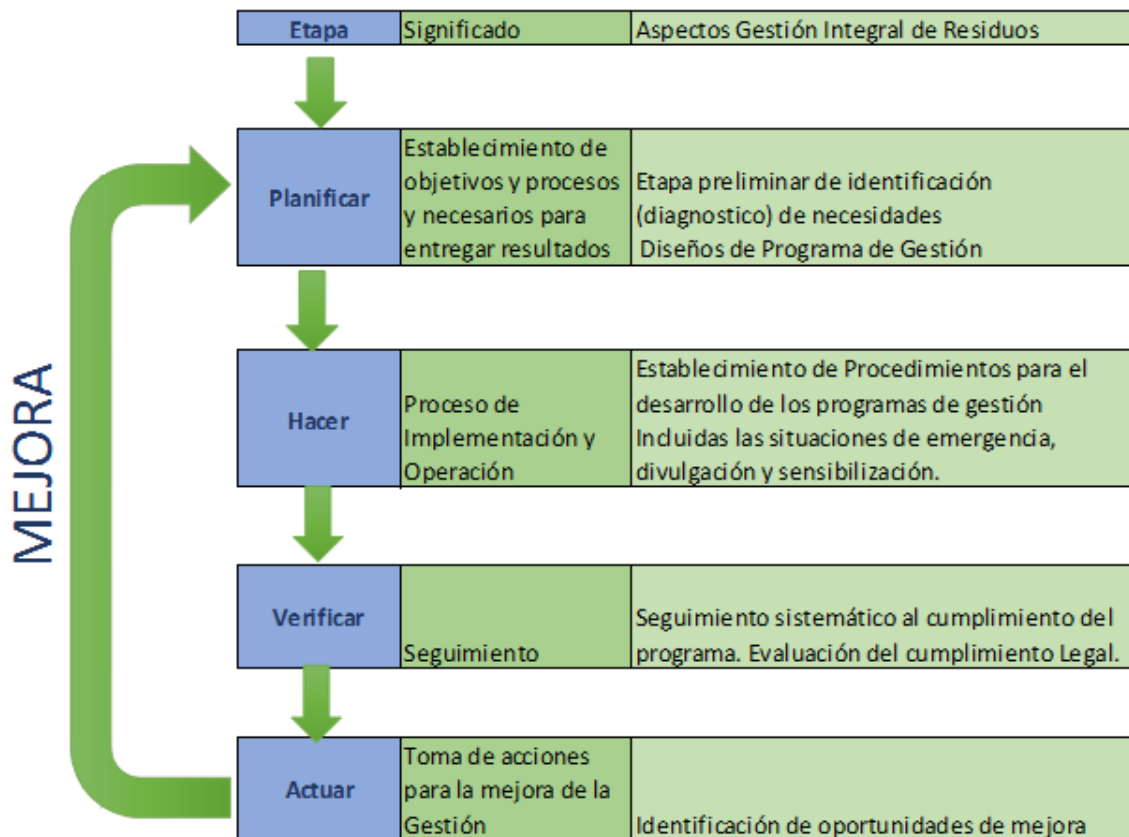 Etapa
Significado
Aspectos Gestión Integral de Residuos
MEJORA
Planificar
Establecimiento de
objetivos y procesos
y necesarios para
entregar resultados
Etapa preliminar de identificación
(diagnostico) de necesidades
Diseños de Programa de Gestión
Hacer
Proceso de
Implementación y
Operación
Establecimiento de Procedimientos para el
desarrollo de los programas de gestión
Incluidas las situaciones de emergencia,
divulgación y sensibilización.
Verificar
Seguimiento
Seguimiento sistemático al cumplimiento del
programa. Evaluación del cumplimiento Legal.
Actuar
Toma de acciones
para la mejora de la
Gestión
Identificación de oportunidades de mejora